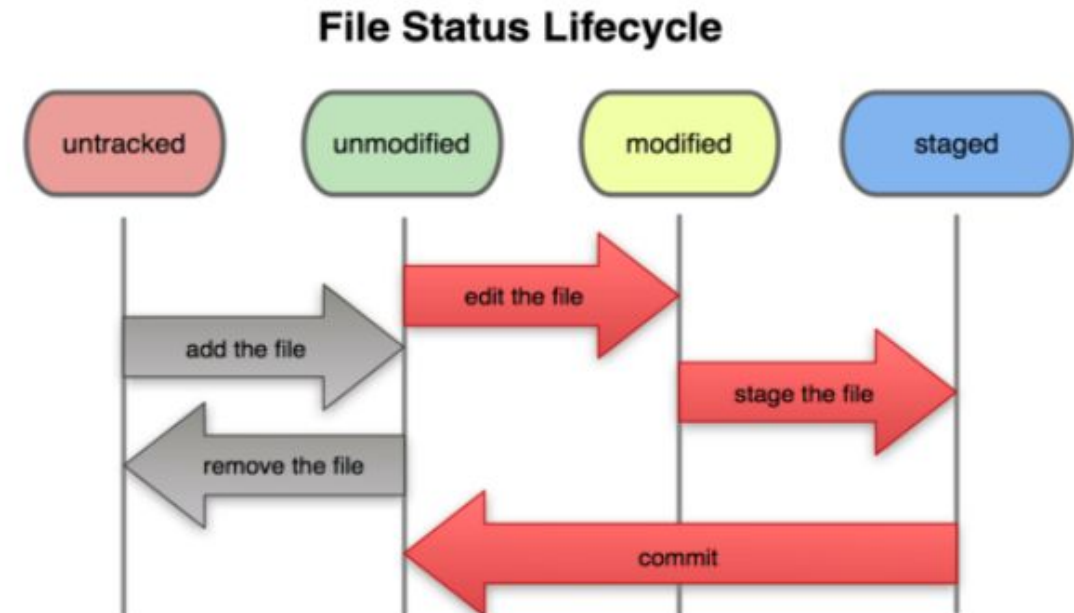 File Status Lifecycle
untracked
unmodified
modified
staged
edit the file
add the file
stage the file
remove the file
commit